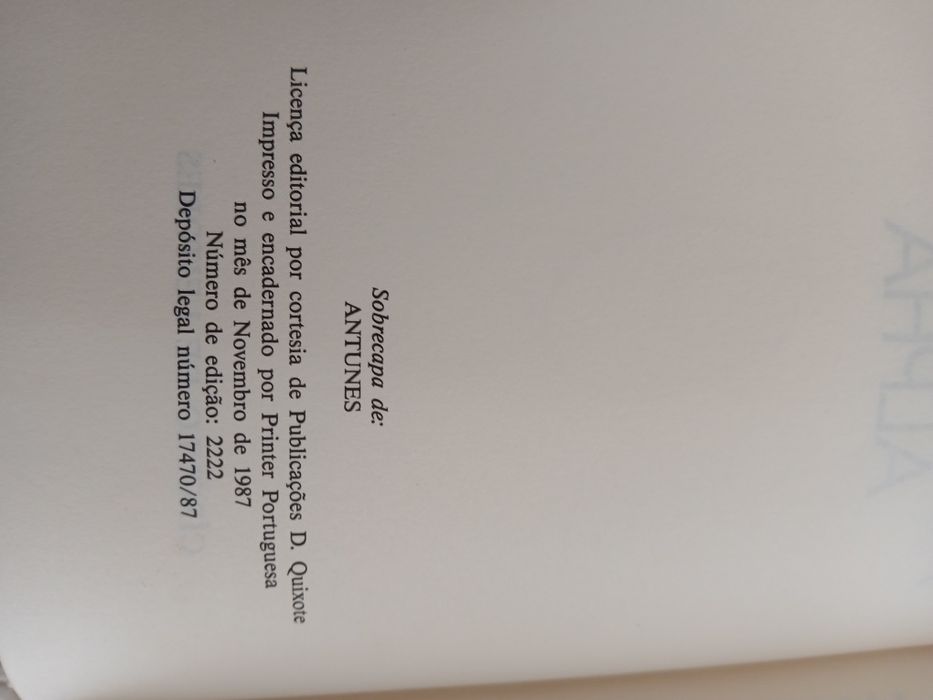 Sobrecapa de:
ANTUNES
Licença editorial por cortesia de Publicações D. Quixote
Impresso e encadernado por Printer Portuguesa
no mês de Novembro de 1987
Número de edição: 2222
Depósito legal número 17470/87